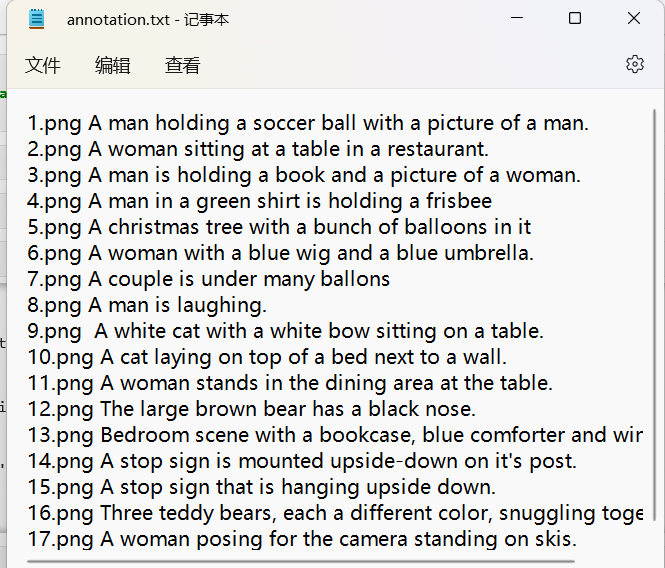 annotation.txt - 记事本
文件 编辑 查看
1.png A man holding a soccer ball with a picture of a man.
2.png A woman sitting at a table in a restaurant.
3.png A man is holding a book and a picture of a woman.
4.png A man in a green shirt is holding a frisbee
5.png A christmas tree with a bunch of balloons in it
6.png A woman with a blue wig and a blue umbrella.
7.png A couple is under many ballons
8.png A man is laughing.
9.png  A white cat with a white bow sitting on a table.
10.png A cat laying on top of a bed next to a wall.
11.png A woman stands in the dining area at the table.
12.png The large brown bear has a black nose.
13.png Bedroom scene with a bookcase, blue comforter and
14.png A stop sign is mounted upside-down on it's post.
15.png A stop sign that is hanging upside down.
16.png Three teddy bears, each a different color, snuggling
17.png A woman posing for the camera standing on skis.